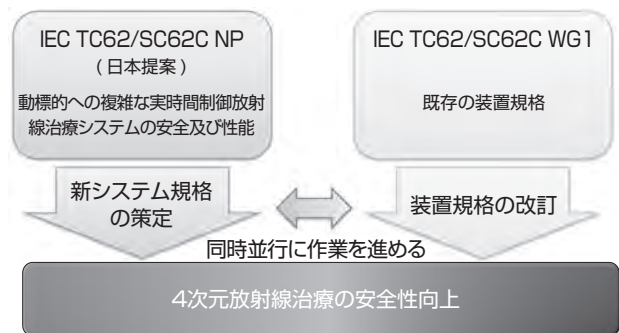 IEC TC62/SC62C NP
(日本提案)
動標的への複雑な実時間制御放射
線治療システムの安全及び性能
IEC TC62/SC62C WG1
既存の装置規格
新システム規格
の策定
装置規格の改訂
同時並行に作業を進める
4次元放射線治療の安全性向上